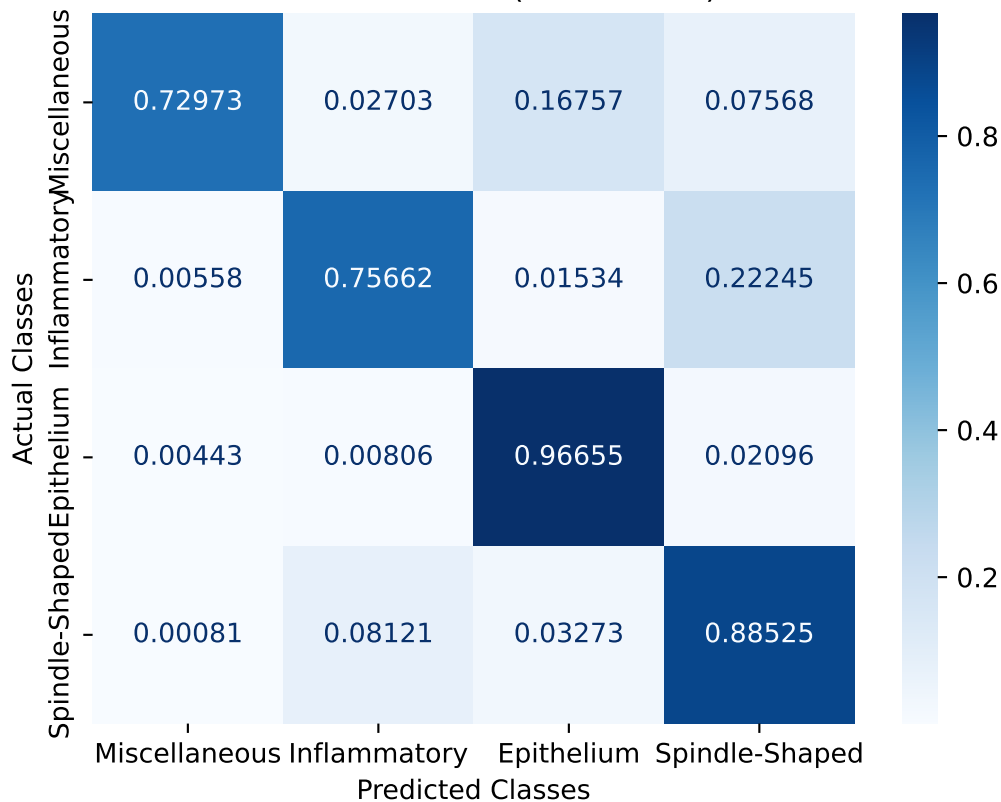 Miscellaneous
0.72973 0.02703 0.16757 0.07568
0.8
Inflammatory
0.00558 0.75662 0.01534 0.22245
0.6
Actual Classes
Epithelium
0.00443 0.00806 0.96655 0.02096
0.4
Spindle-Shaped
0.00081 0.08121 0.03273 0.88525
0.2
Miscellaneous Inflammatory Epithelium Spindle-Shaped
Predicted Classes